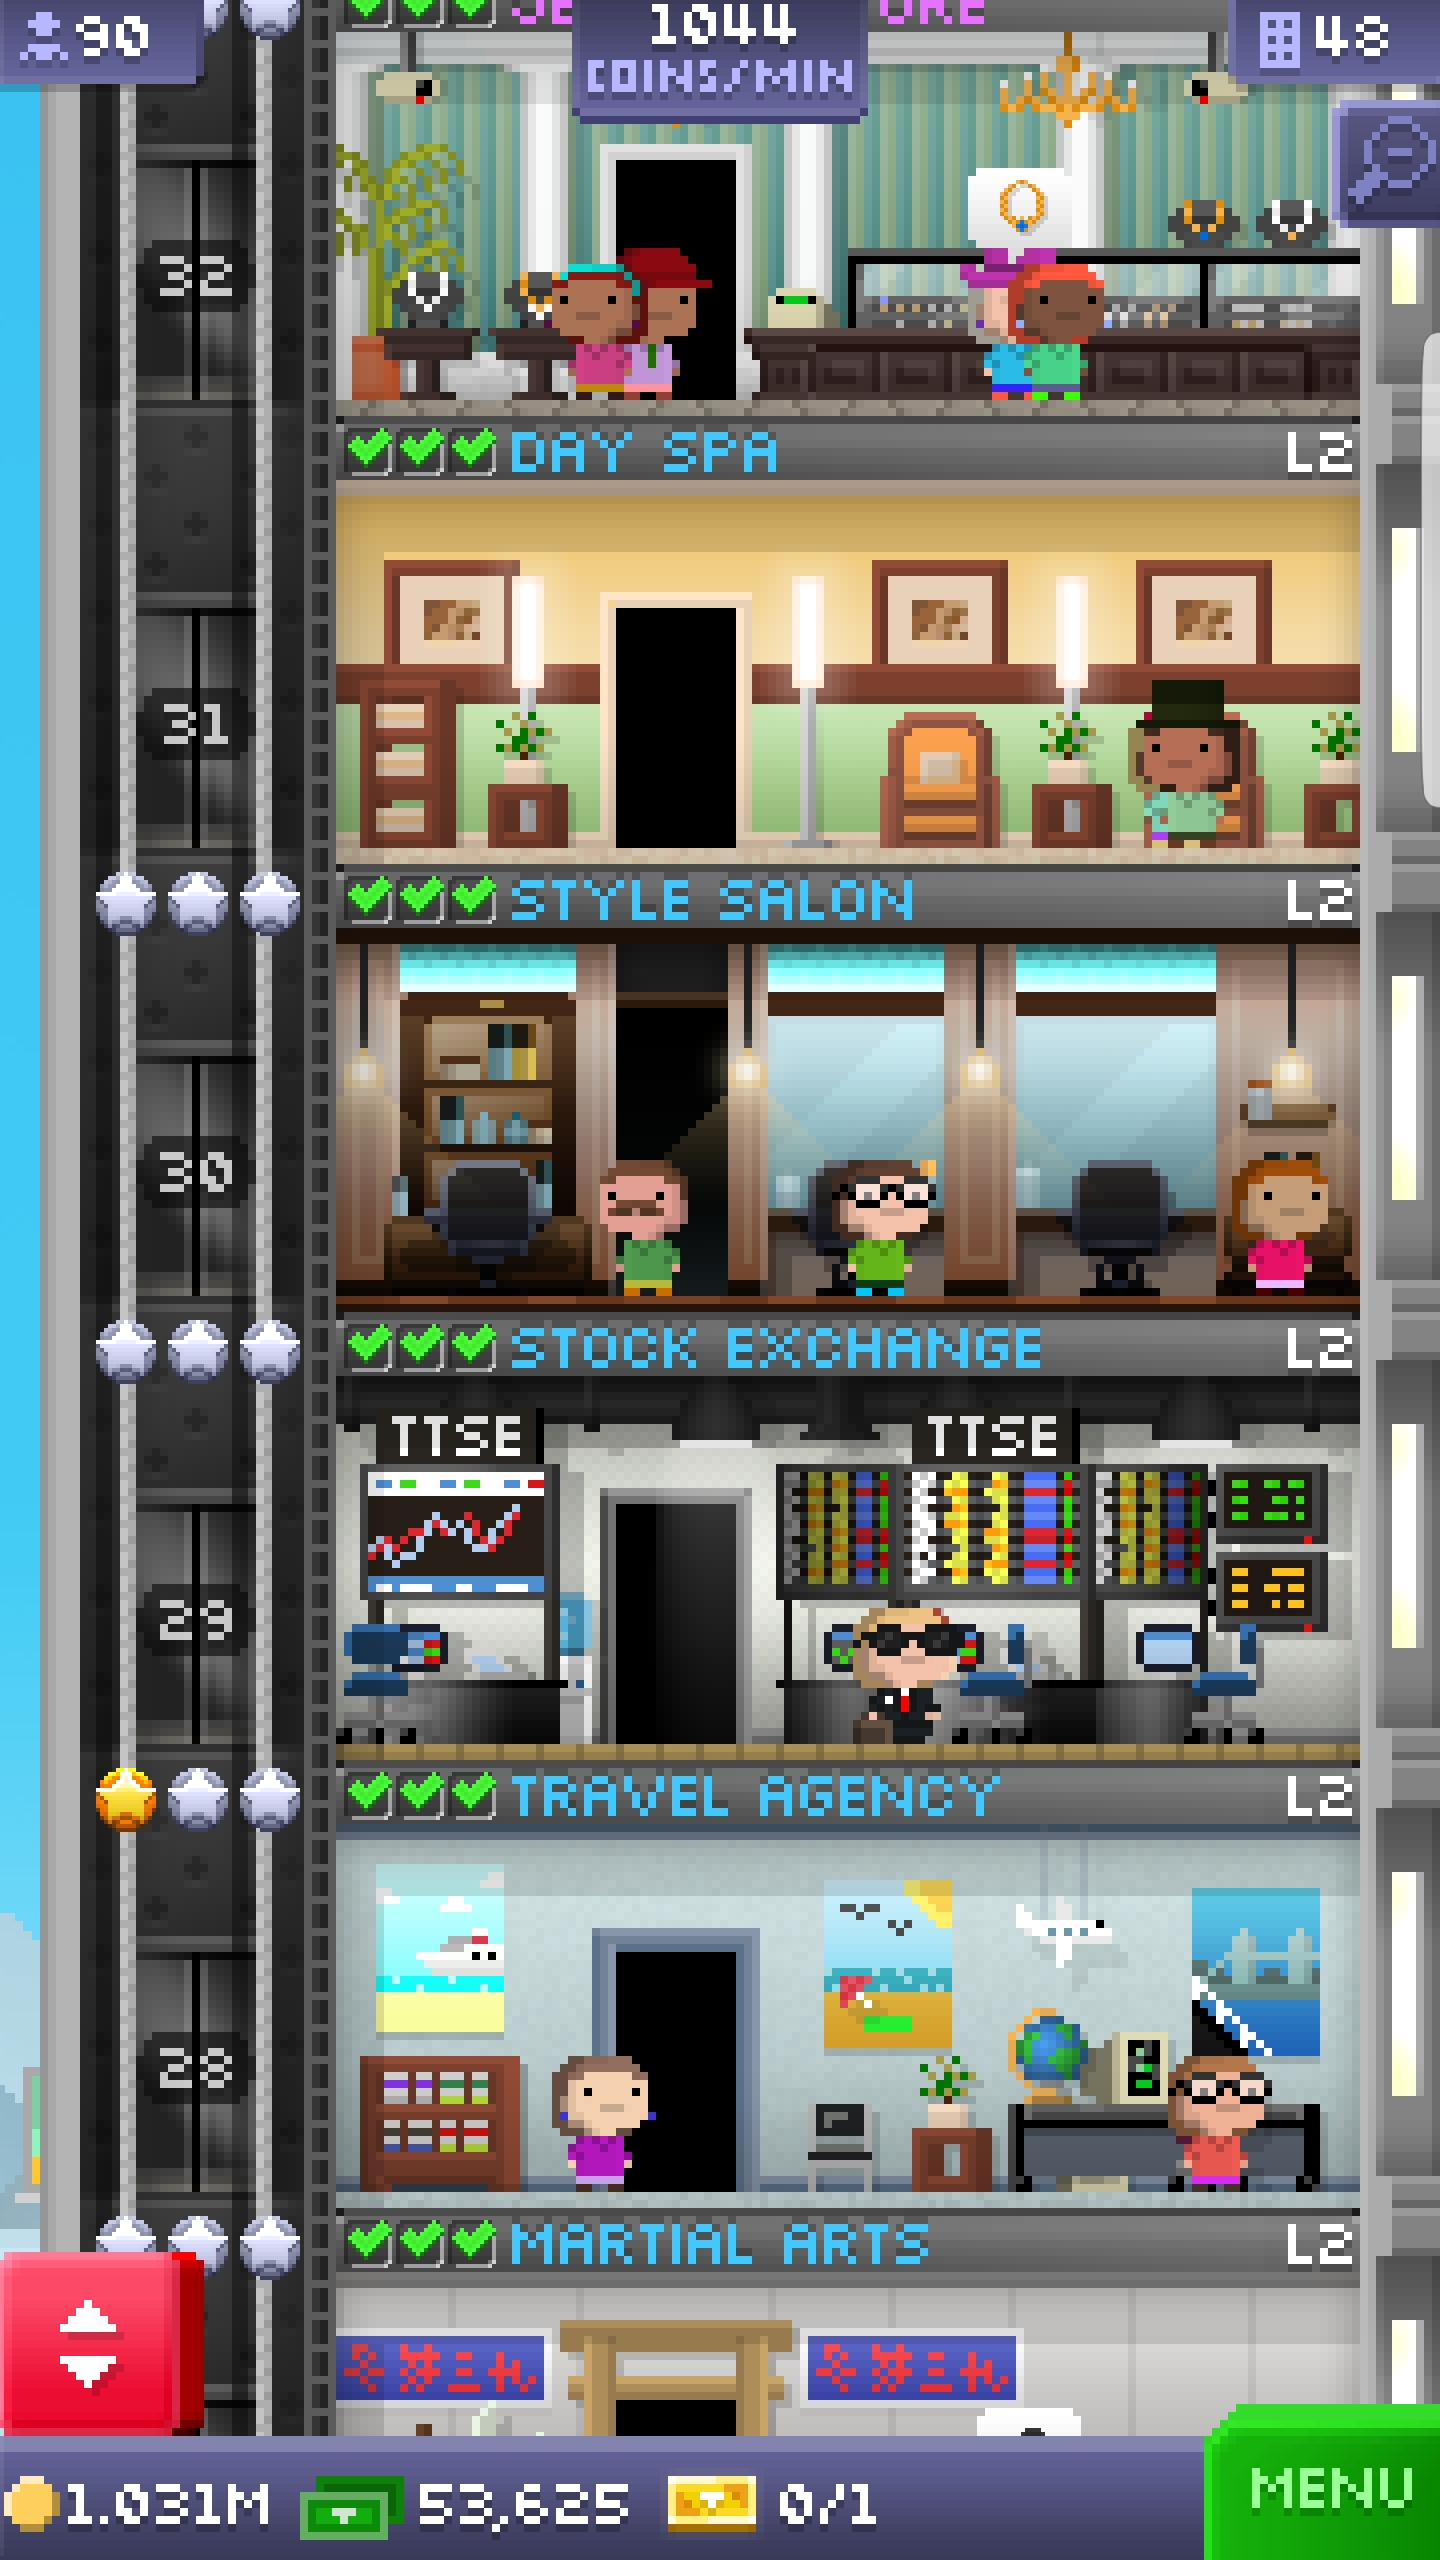 90
1044
COINS/MIN
48
32
DAY SPA L2
31
STYLE SALON L2
30
STOCK EXCHANGE L2
TTSE TTSE
29
TRAVEL AGENCY L2
28
MARTIAL ARTS L2
1.031M 53,625 0/1 MENU